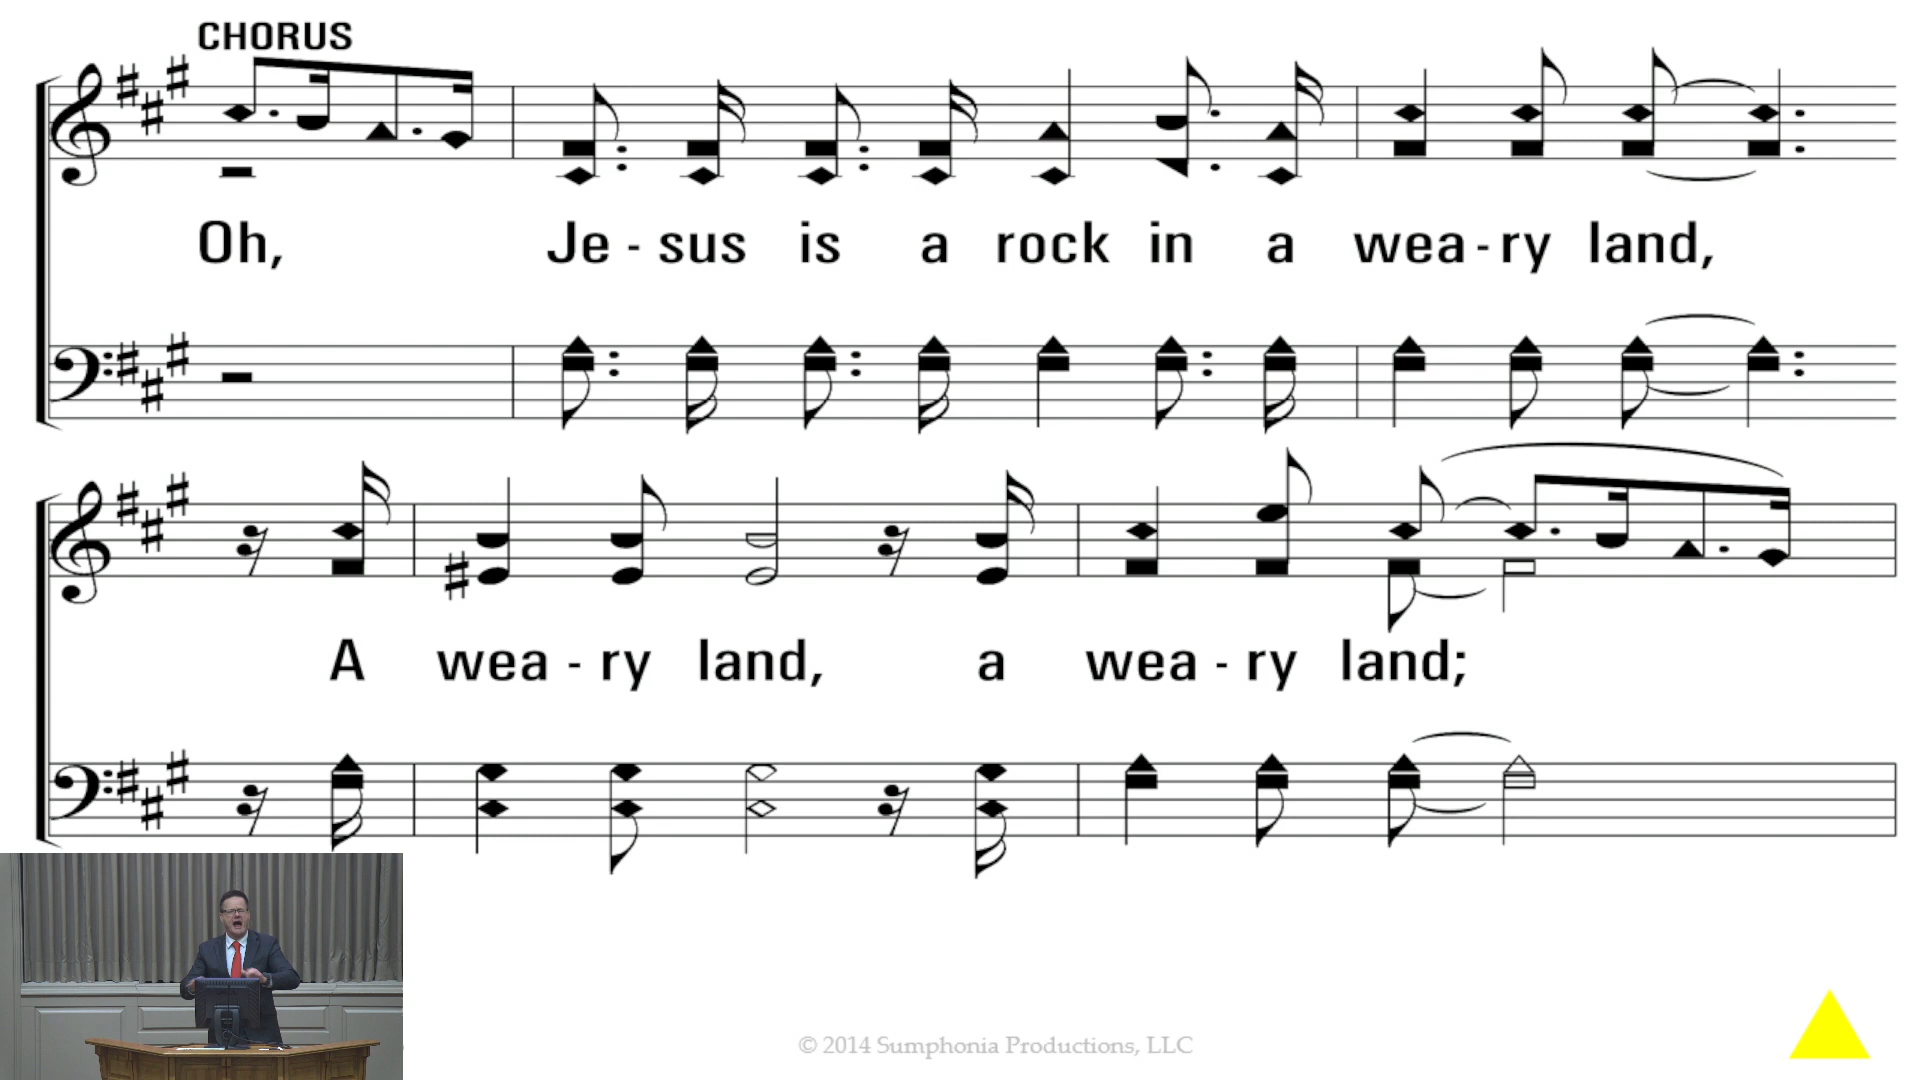 CHORUS
Oh, Je - sus is a rock in a wea - ry land,
A wea - ry land, a wea - ry land;
© 2014 Sumphonia Productions, LLC